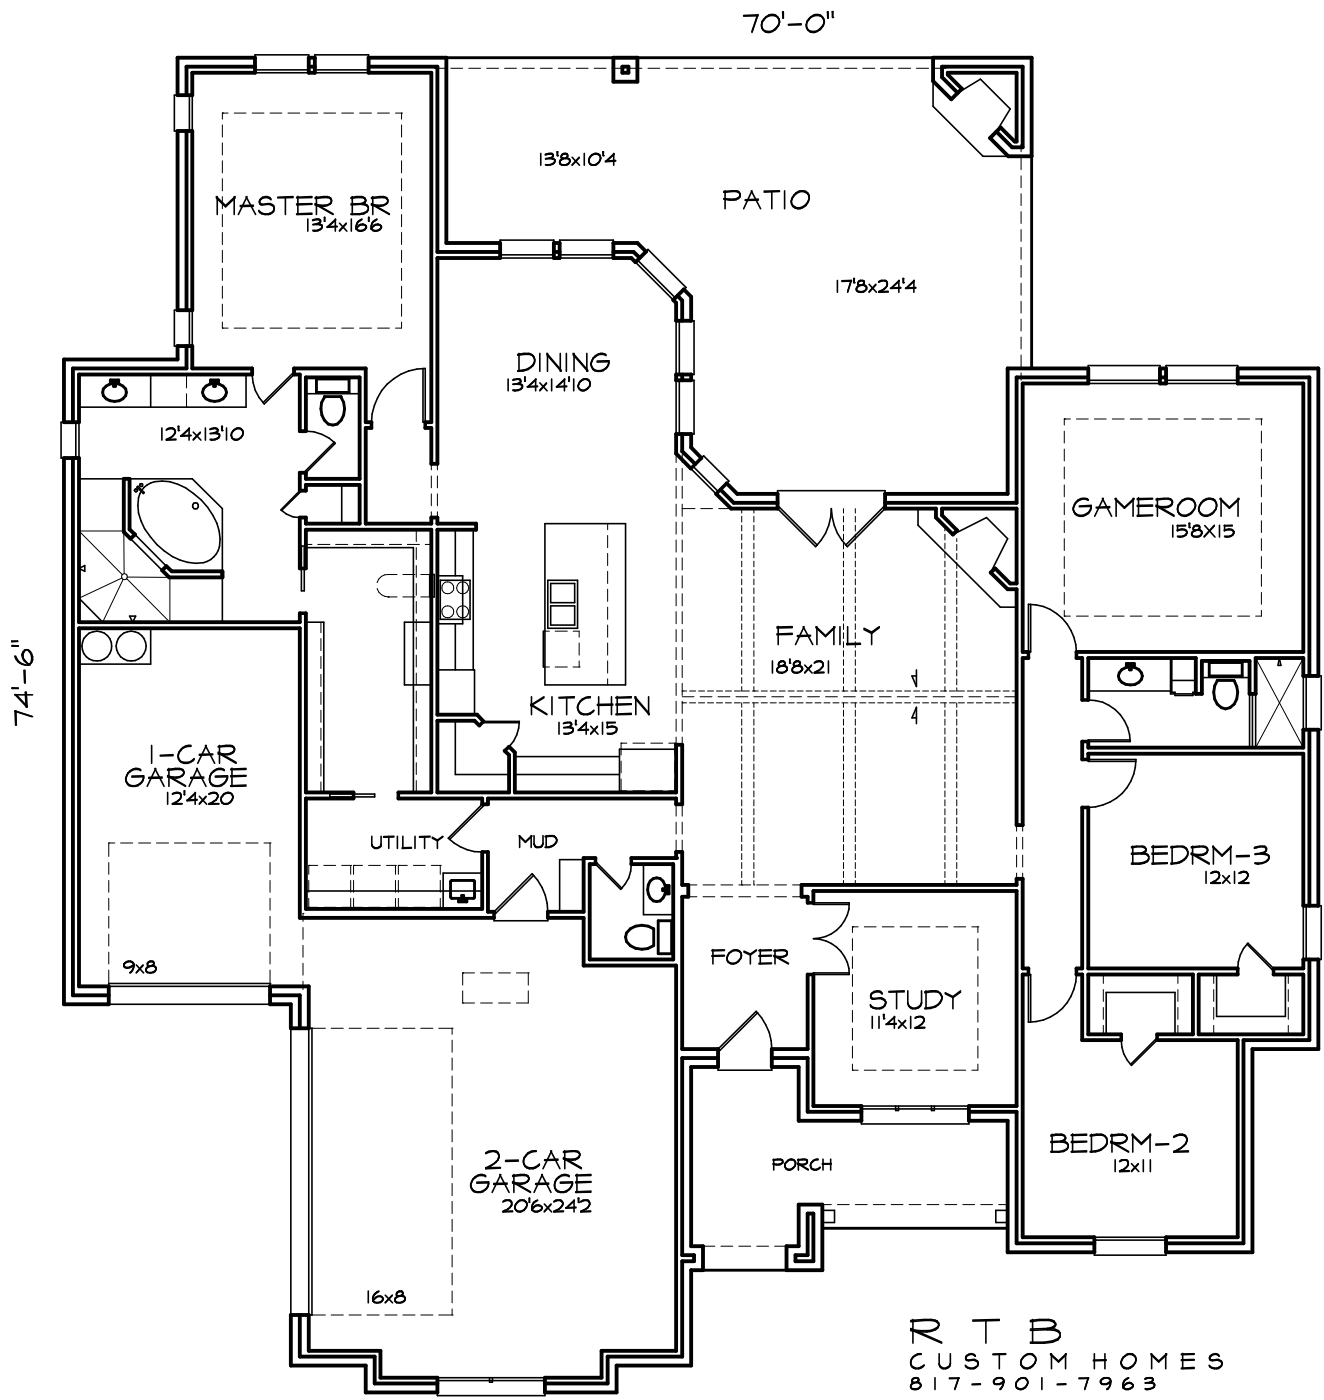 70'-0"
13'8x10'4
PATIO
MASTER BR
13'4x16'6
17'8x24'4
DINING
13'4x14'10
12'4x13'10
GAMEROOM
15'8X15
FAMILY
18'8x21
74'-6"
KITCHEN
13'4x15
1-CAR
GARAGE
12'4x20
UTILITY
MUD
BEDRM-3
12x12
FOYER
9x8
STUDY
11'4x12
BEDRM-2
12x11
2-CAR
GARAGE
20'6x24'2
PORCH
16x8
RTB
CUSTOM HOMES
817-901-7963